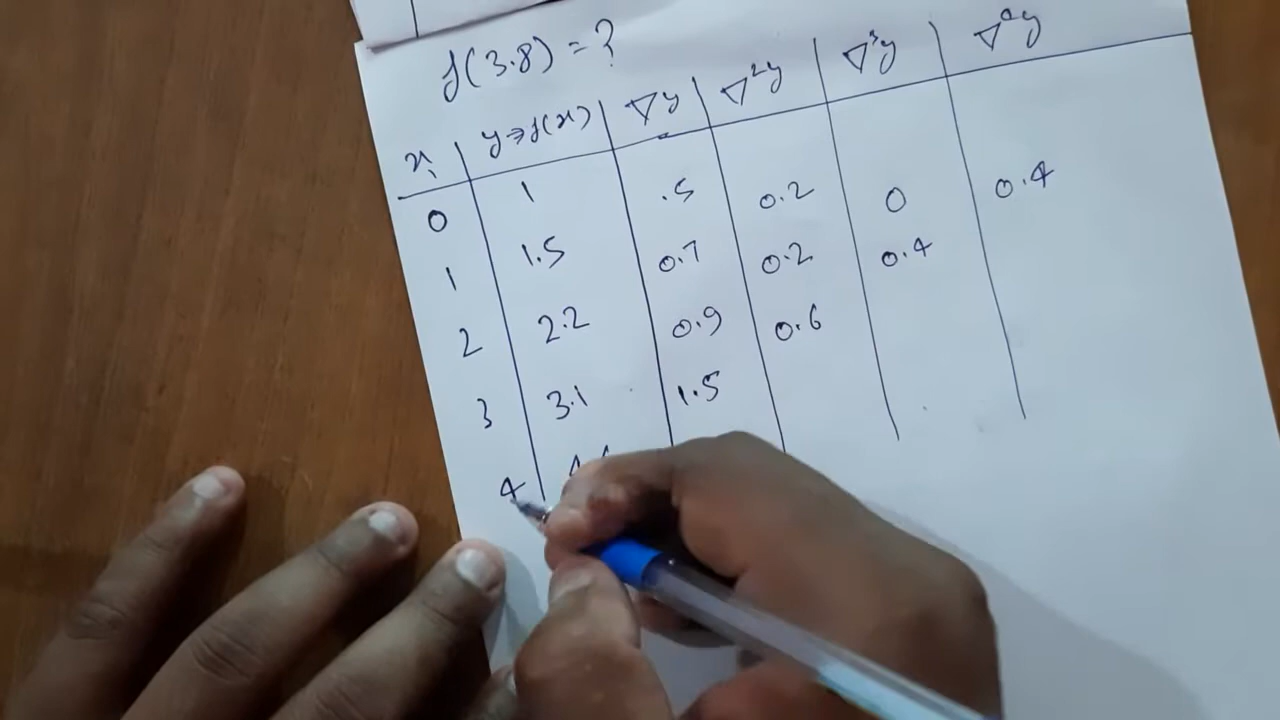 f(3.8) = ?
x y⇒f(x) ∇y ∇²y ∇³y ∇⁴y
0 1 .5 0.2 0 0.4
1 1.5 0.7 0.2 0.4
2 2.2 0.9 0.6
3 3.1 1.5
4